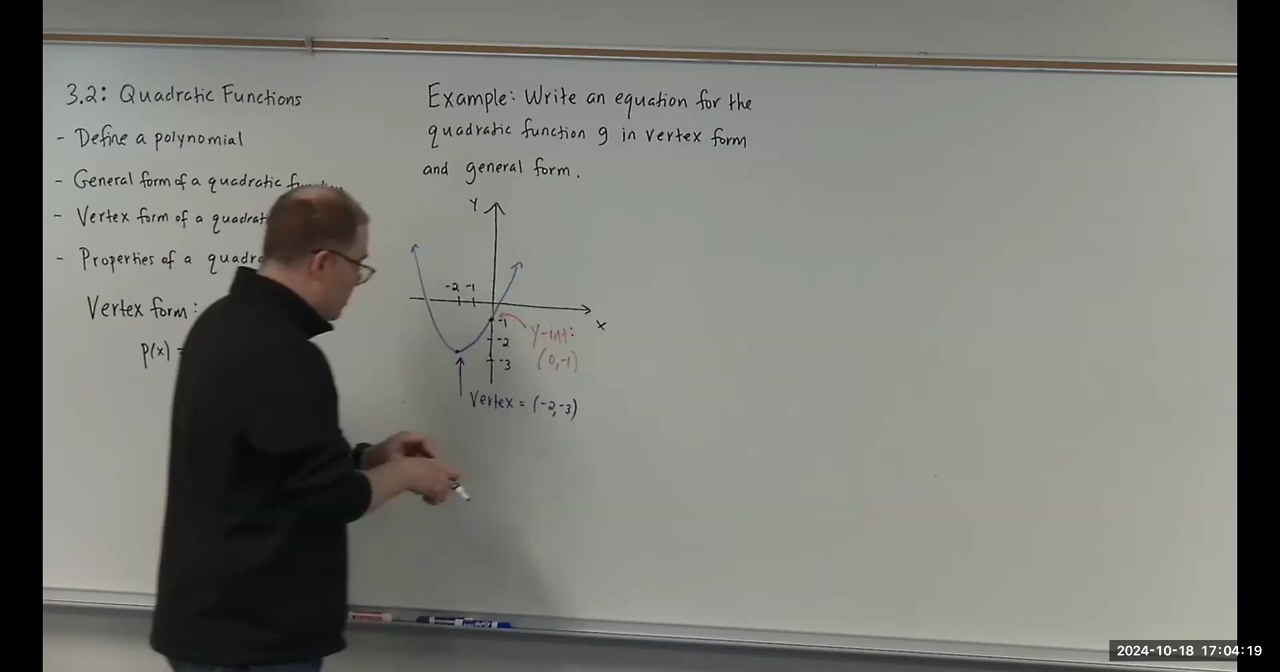 3.2: Quadratic Functions
- Define a polynomial
- General form of a quadratic
- Vertex form of a
- Properties of a
Vertex form:
p(x) =
Example: Write an equation for the
quadratic function g in vertex form
and general form.
Y
-2 -1
x
-1
-2
-3
Y-int:
(0,-1)
Vertex = (-2,-3)
2024-10-18 17:04:19